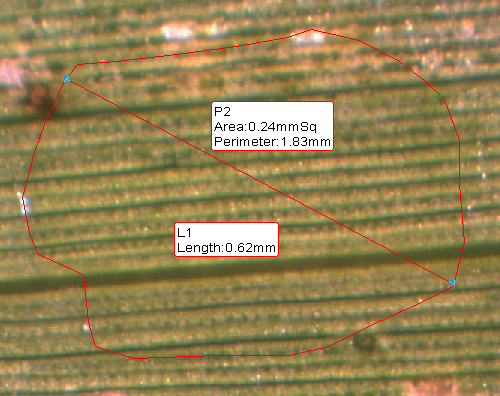 P2
Area:0.24mmSq
Perimeter:1.83mm
L1
Length:0.62mm